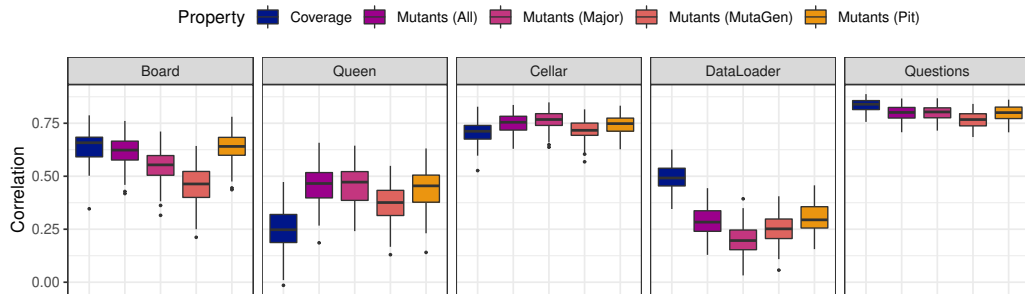 Property Coverage Mutants (All) Mutants (Major) Mutants (MutaGen) Mutants (Pit)
Board Queen Cellar DataLoader Questions
Correlation
0.75
0.50
0.25
0.00